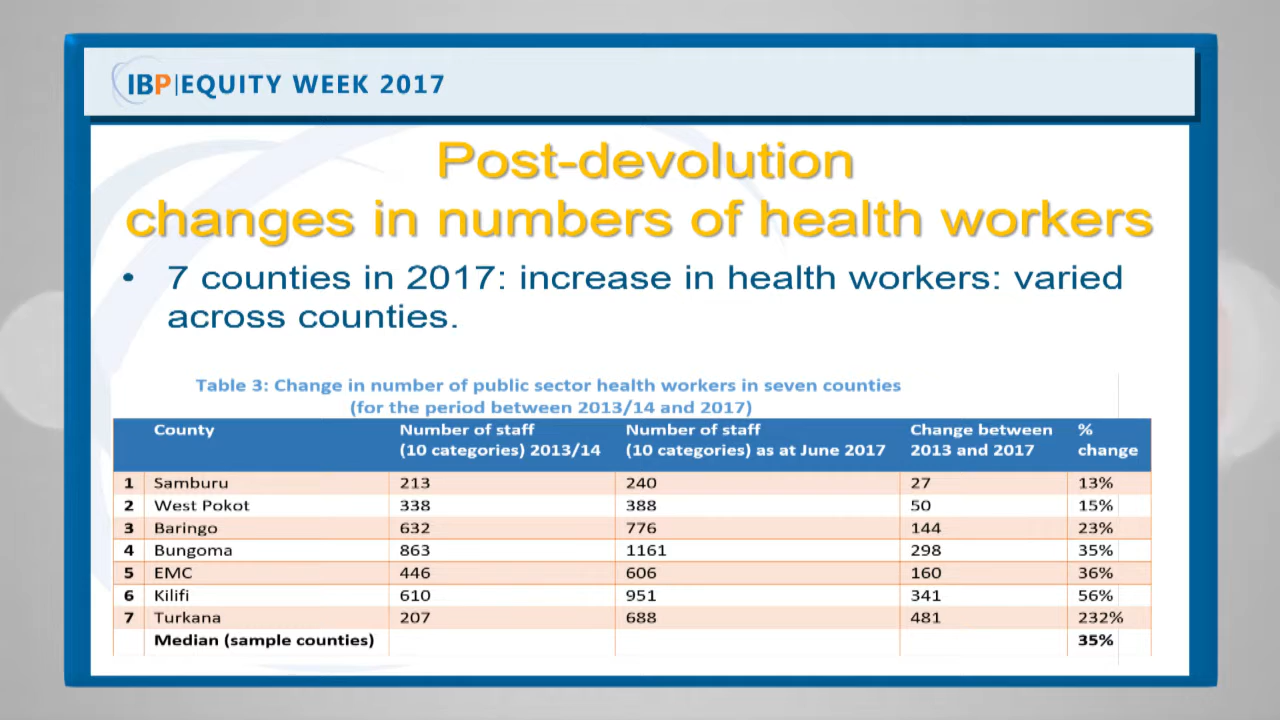 IBP|EQUITY WEEK 2017
Post-devolution
changes in numbers of health workers
• 7 counties in 2017: increase in health workers: varied
across counties.
Table 3: Change in number of public sector health workers in seven counties
(for the period between 2013/14 and 2017)
County Number of staff Number of staff Change between %
(10 categories) 2013/14 (10 categories) as at June 2017 2013 and 2017 change
1 Samburu 213 240 27 13%
2 West Pokot 338 388 50 15%
3 Baringo 632 776 144 23%
4 Bungoma 863 1161 298 35%
5 EMC 446 606 160 36%
6 Kilifi 610 951 341 56%
7 Turkana 207 688 481 232%
Median (sample counties) 35%